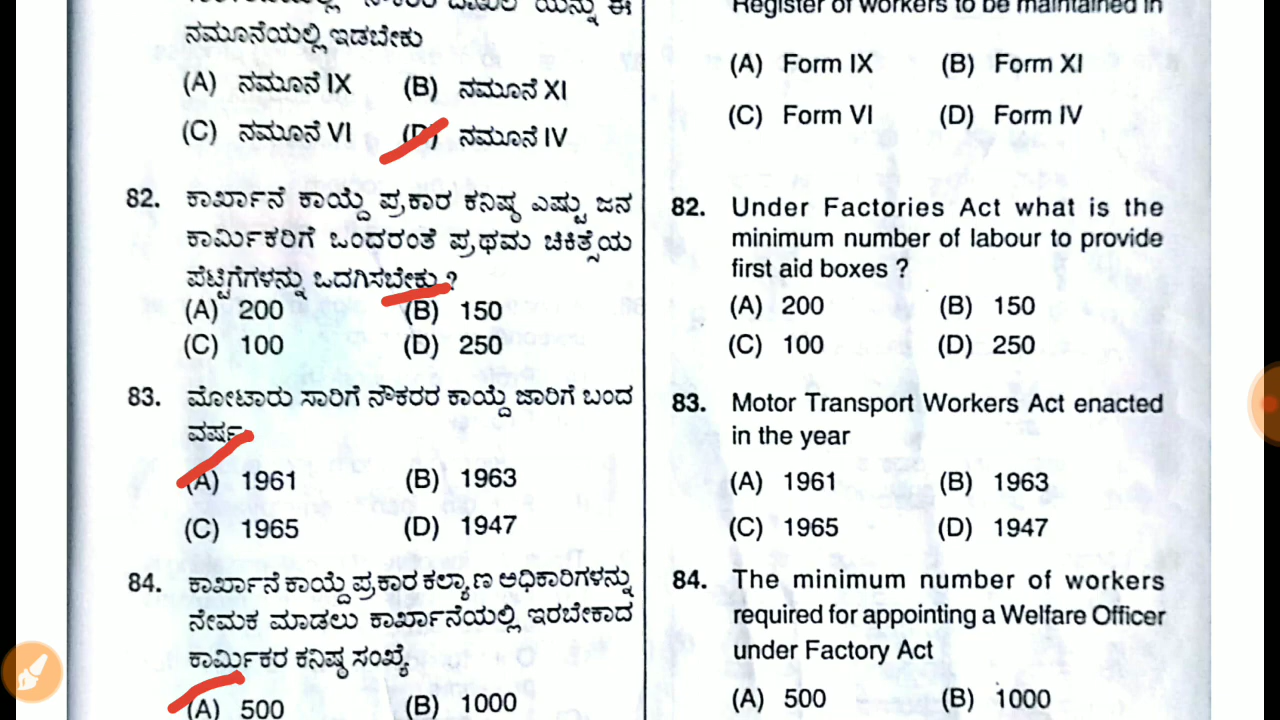 ನಮೂನೆಯಲ್ಲಿ ಇಡಬೇಕು
(A) ನಮೂನೆ IX (B) ನಮೂನೆ XI
(C) ನಮೂನೆ VI (D) ನಮೂನೆ IV
82. ಕಾರ್ಖಾನೆ ಕಾಯ್ದೆ ಪ್ರಕಾರ ಕನಿಷ್ಠ ಎಷ್ಟು ಜನ
ಕಾರ್ಮಿಕರಿಗೆ ಒಂದರಂತೆ ಪ್ರಥಮ ಚಿಕಿತ್ಸೆಯ
ಪೆಟ್ಟಿಗೆಗಳನ್ನು ಒದಗಿಸಬೇಕು ?
(A) 200 (B) 150
(C) 100 (D) 250
83. ಮೋಟಾರು ಸಾರಿಗೆ ನೌಕರರ ಕಾಯ್ದೆ ಜಾರಿಗೆ ಬಂದ
ವರ್ಷ
(A) 1961 (B) 1963
(C) 1965 (D) 1947
84. ಕಾರ್ಖಾನೆ ಕಾಯ್ದೆ ಪ್ರಕಾರ ಕಲ್ಯಾಣ ಅಧಿಕಾರಿಗಳನ್ನು
ನೇಮಕ ಮಾಡಲು ಕಾರ್ಖಾನೆಯಲ್ಲಿ ಇರಬೇಕಾದ
ಕಾರ್ಮಿಕರ ಕನಿಷ್ಠ ಸಂಖ್ಯೆ
(A) 500 (B) 1000
Register of workers to be maintained in
(A) Form IX (B) Form XI
(C) Form VI (D) Form IV
82. Under Factories Act what is the
minimum number of labour to provide
first aid boxes ?
(A) 200 (B) 150
(C) 100 (D) 250
83. Motor Transport Workers Act enacted
in the year
(A) 1961 (B) 1963
(C) 1965 (D) 1947
84. The minimum number of workers
required for appointing a Welfare Officer
under Factory Act
(A) 500 (B) 1000